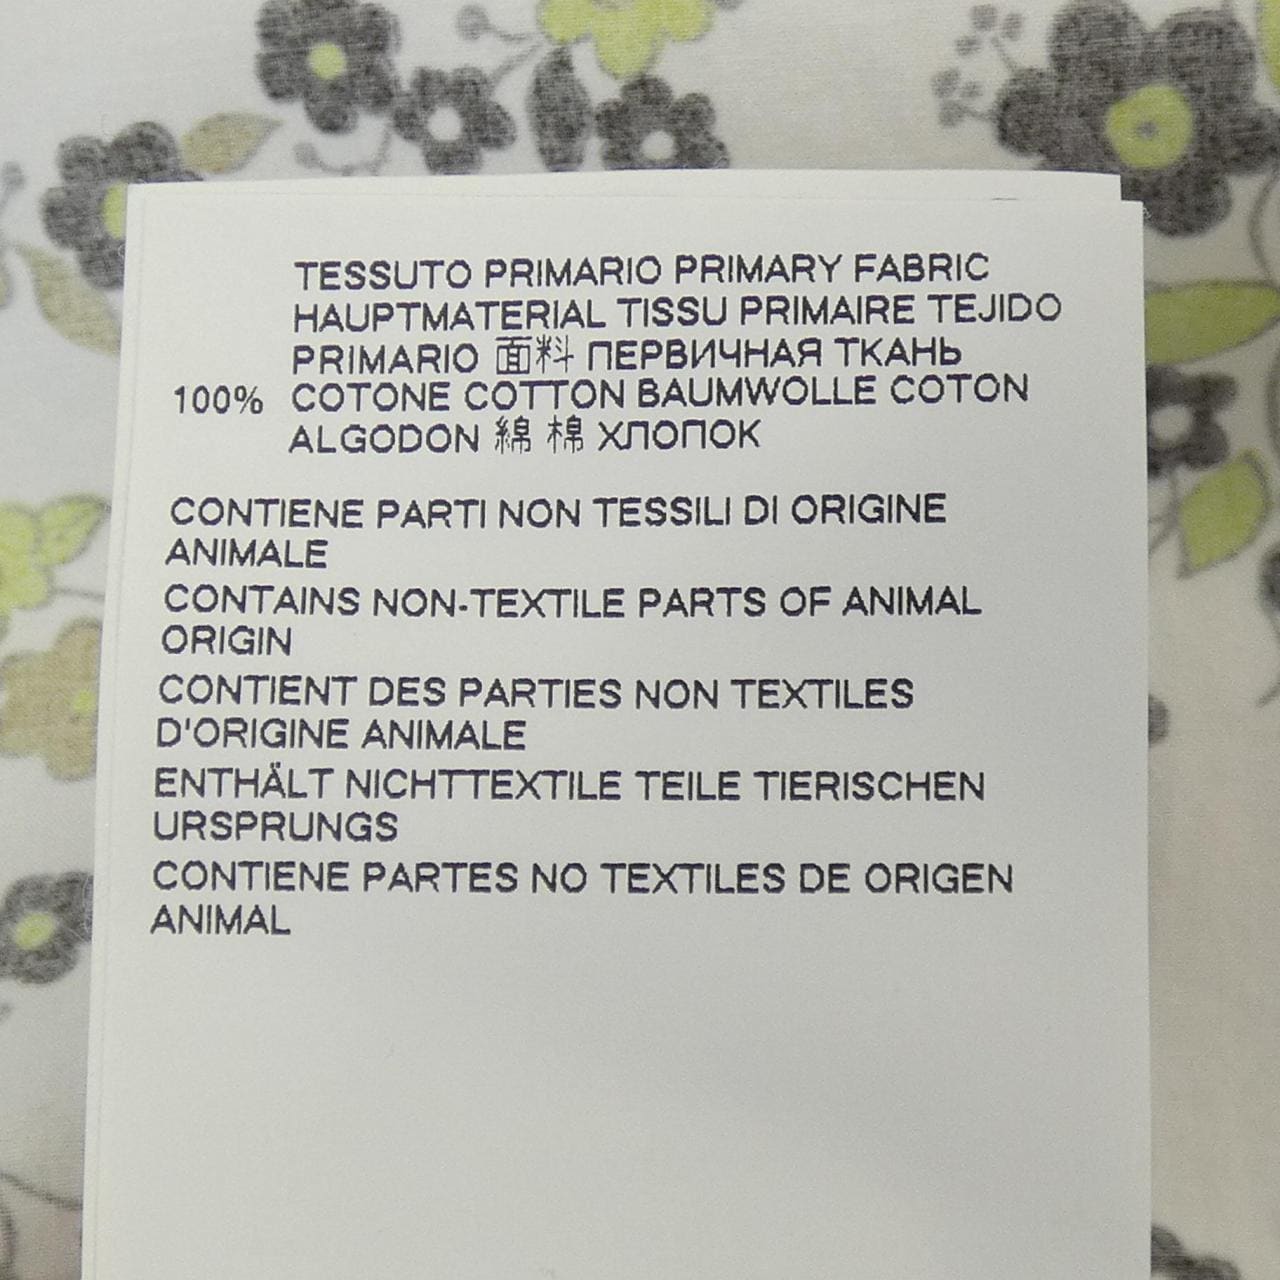 TESSUTO PRIMARIO PRIMARY FABRIC
HAUPTMATERIAL TISSU PRIMAIRE TEJIDO
PRIMARIO 面料 ПЕРВИЧНАЯ ТКАНЬ
100% COTONE COTTON BAUMWOLLE COTON
ALGODON 綿 棉 ХЛОПОК
CONTIENE PARTI NON TESSILI DI ORIGINE
ANIMALE
CONTAINS NON-TEXTILE PARTS OF ANIMAL
ORIGIN
CONTIENT DES PARTIES NON TEXTILES
D'ORIGINE ANIMALE
ENTHÄLT NICHTTEXTILE TEILE TIERISCHEN
URSPRUNGS
CONTIENE PARTES NO TEXTILES DE ORIGEN
ANIMAL